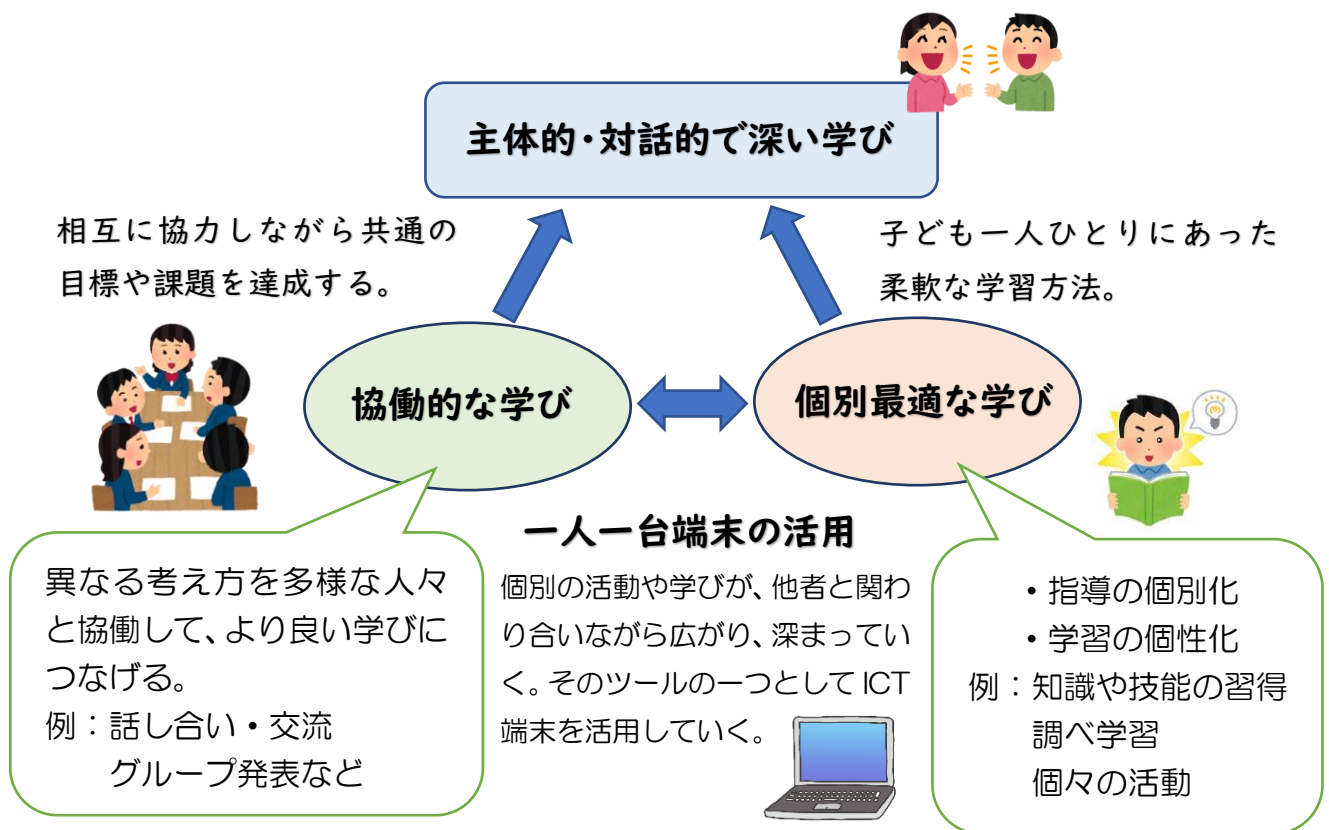 主体的・対話的で深い学び
相互に協力しながら共通の
目標や課題を達成する。
子ども一人ひとりにあった
柔軟な学習方法。
協働的な学び
個別最適な学び
異なる考え方を多様な人々
と協働して、より良い学びに
つなげる。
例：話し合い・交流
グループ発表など
一人一台端末の活用
個別の活動や学びが、他者と関わ
り合いながら広がり、深まってい
く。そのツールの一つとして ICT
端末を活用していく。
・指導の個別化
・学習の個性化
例：知識や技能の習得
調べ学習
個々の活動